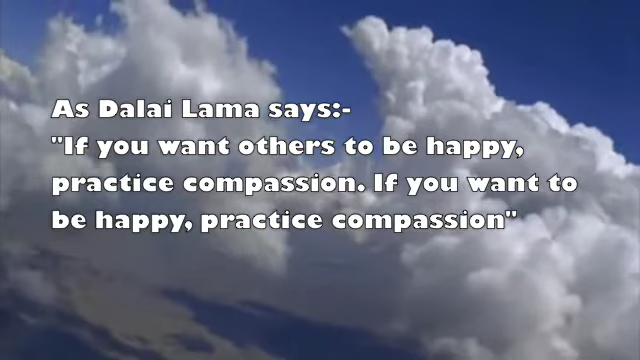 As Dalai Lama says:-
"If you want others to be happy,
practice compassion. If you want to
be happy, practice compassion"